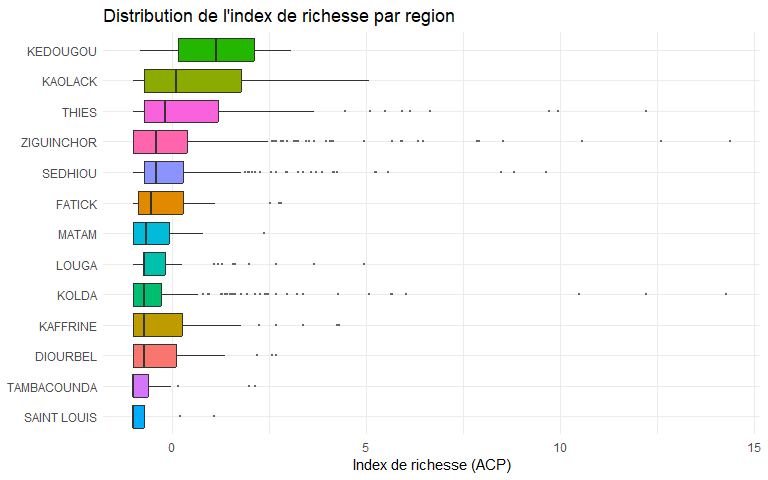 Distribution de l'index de richesse par region
KEDOUGOU
KAOLACK
THIES
ZIGUINCHOR
SEDHIOU
FATICK
MATAM
LOUGA
KOLDA
KAFFRINE
DIOURBEL
TAMBACOUNDA
SAINT LOUIS
0 5 10 15
Index de richesse (ACP)